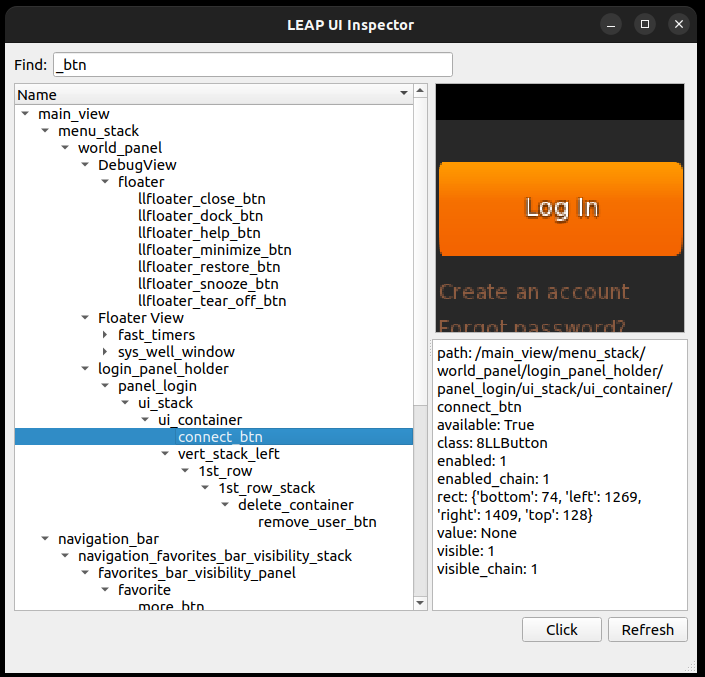 LEAP UI Inspector
Find: _btn
Name
main_view
menu_stack
world_panel
DebugView
floater
llfloater_close_btn
llfloater_dock_btn
llfloater_help_btn
llfloater_minimize_btn
llfloater_restore_btn
llfloater_snooze_btn
llfloater_tear_off_btn
Floater View
fast_timers
sys_well_window
login_panel_holder
panel_login
ui_stack
ui_container
connect_btn
vert_stack_left
1st_row
1st_row_stack
delete_container
remove_user_btn
navigation_bar
navigation_favorites_bar_visibility_stack
favorites_bar_visibility_panel
favorite
more_btn
Log In
Create an account
Forgot password?
path: /main_view/menu_stack/
world_panel/login_panel_holder/
panel_login/ui_stack/ui_container/
connect_btn
available: True
class: 8LLButton
enabled: 1
enabled_chain: 1
rect: {'bottom': 74, 'left': 1269,
'right': 1409, 'top': 128}
value: None
visible: 1
visible_chain: 1
Click
Refresh